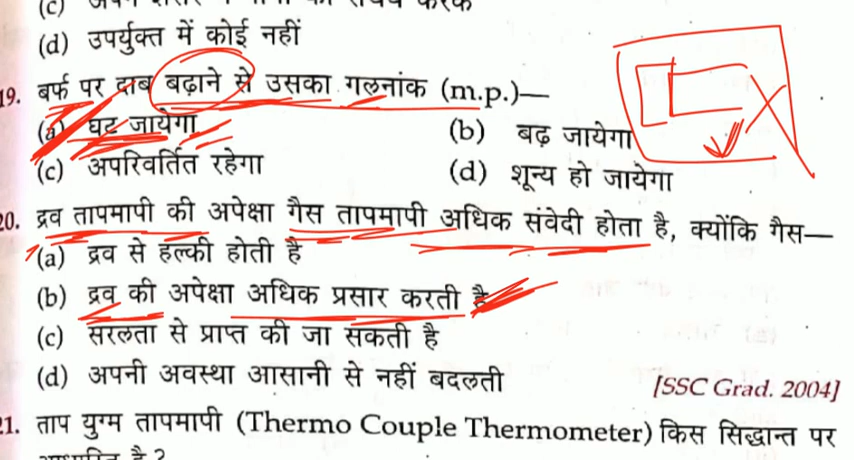 (c)
(d) उपर्युक्त में कोई नहीं
19. बर्फ पर दाब बढ़ाने से उसका गलनांक (m.p.)—
(a) घट जायेगा (b) बढ़ जायेगा
(c) अपरिवर्तित रहेगा (d) शून्य हो जायेगा
20. द्रव तापमापी की अपेक्षा गैस तापमापी अधिक संवेदी होता है, क्योंकि गैस—
(a) द्रव से हल्की होती है
(b) द्रव की अपेक्षा अधिक प्रसार करती है
(c) सरलता से प्राप्त की जा सकती है
(d) अपनी अवस्था आसानी से नहीं बदलती
[SSC Grad. 2004]
21. ताप युग्म तापमापी (Thermo Couple Thermometer) किस सिद्धान्त पर